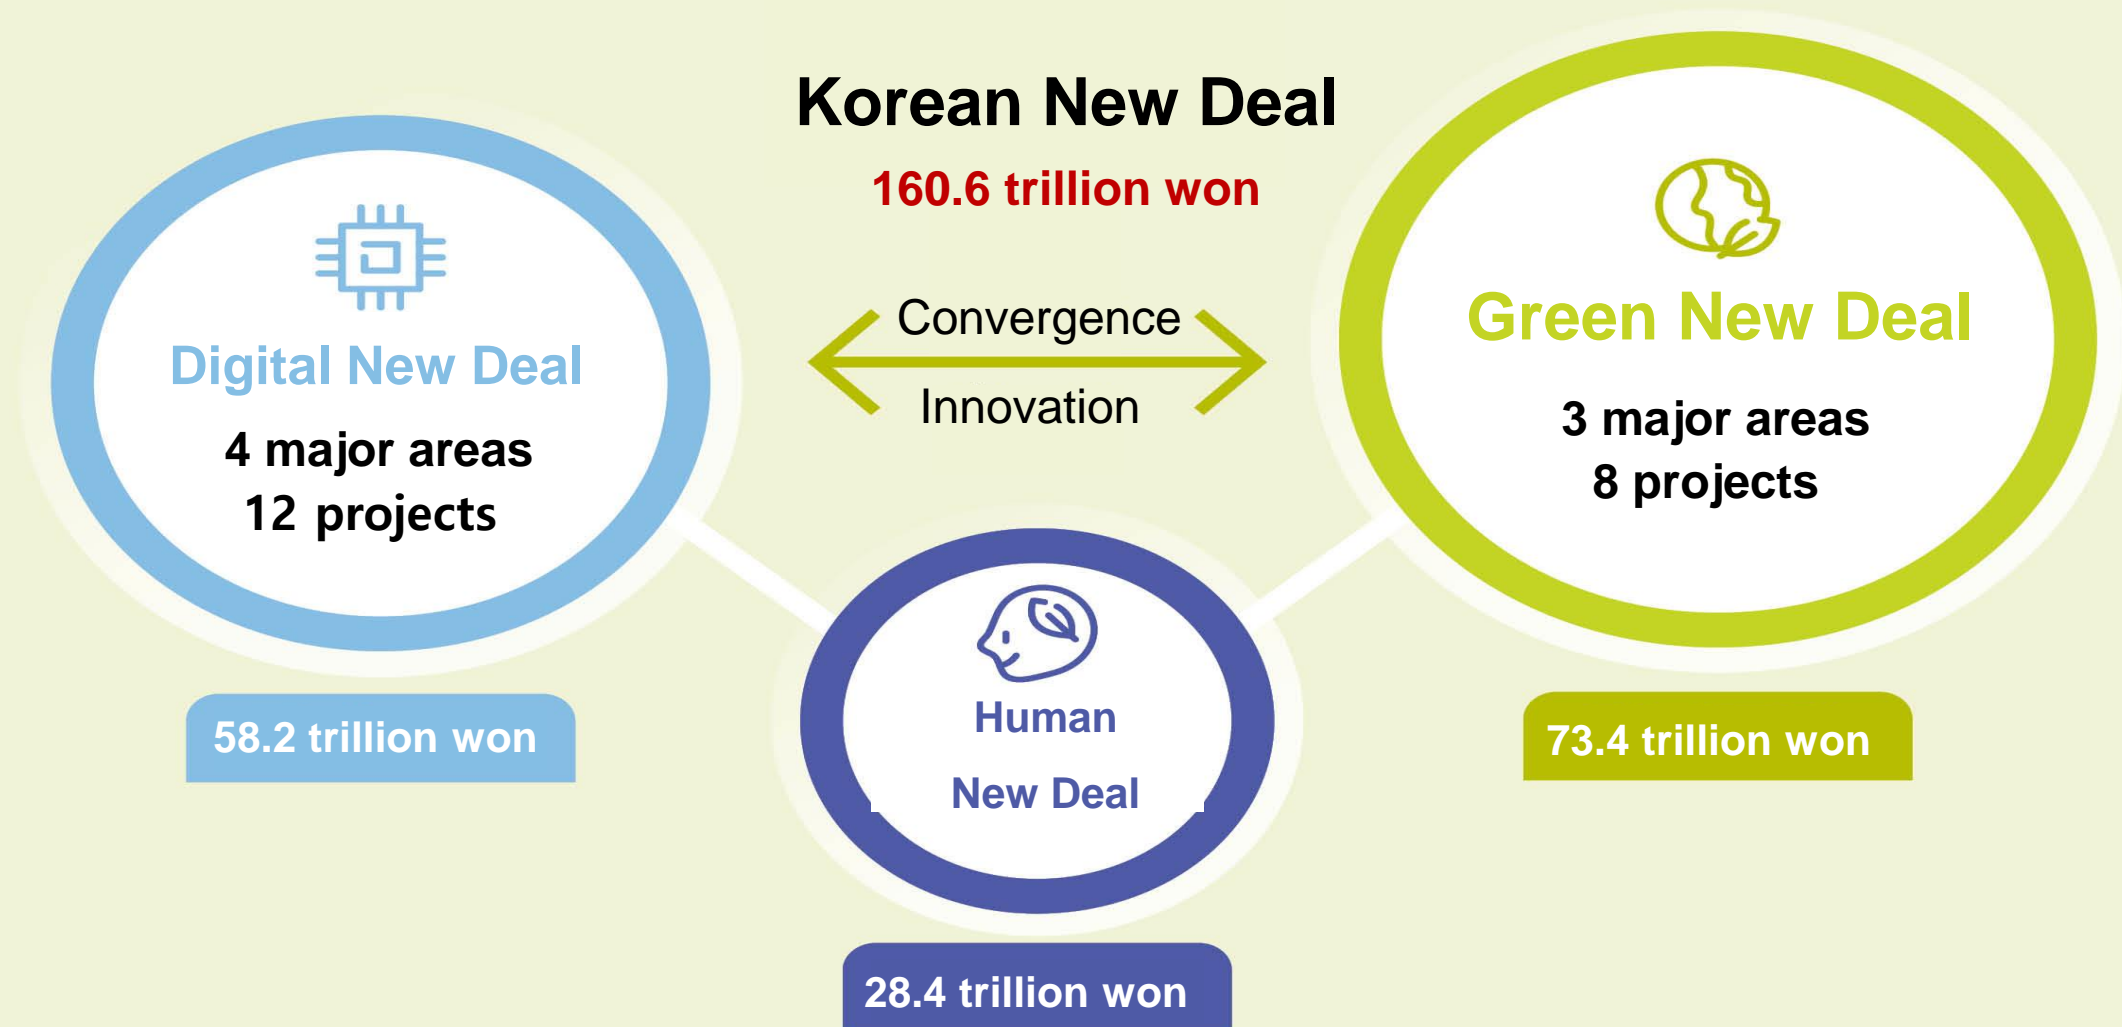 Korean New Deal
160.6 trillion won
Digital New Deal
4 major areas
12 projects
58.2 trillion won
Convergence
Innovation
Green New Deal
3 major areas
8 projects
73.4 trillion won
Human
New Deal
28.4 trillion won